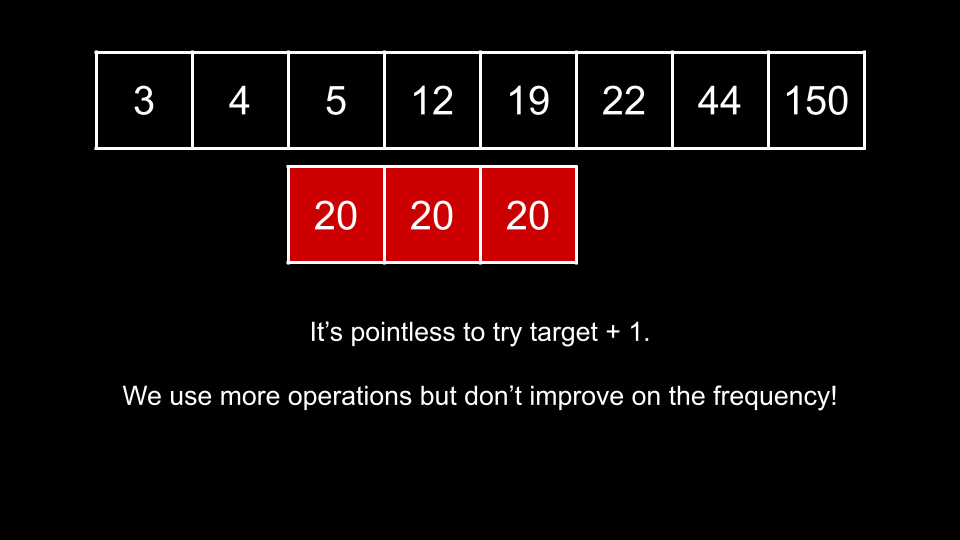 3 4 5 12 19 22 44 150
20 20 20
It’s pointless to try target + 1.
We use more operations but don’t improve on the frequency!